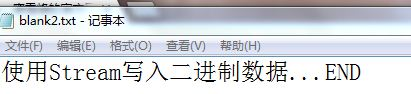 blank2.txt - 记事本
文件(F) 编辑(E) 格式(O) 查看(V) 帮助(H)
使用Stream写入二进制数据...END